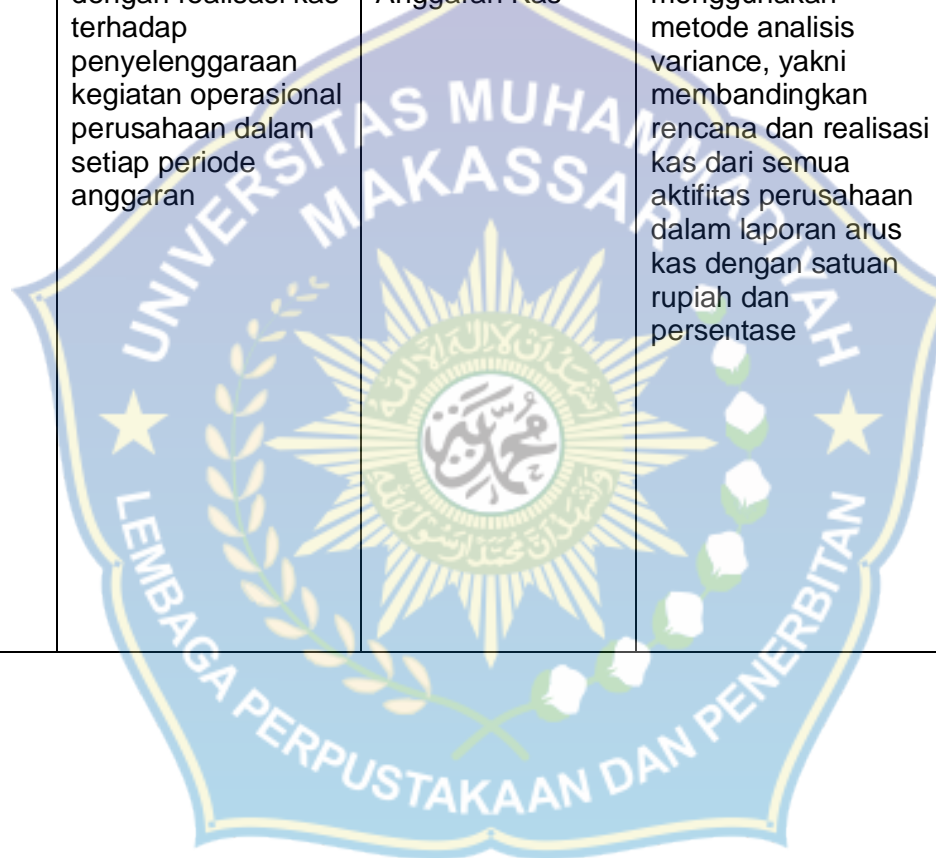 dengan realisasi kas
terhadap
penyelenggaraan
kegiatan operasional
perusahaan dalam
setiap periode
anggaran
Anggaran Kas
menggunakan
metode analisis
variance, yakni
membandingkan
rencana dan realisasi
kas dari semua
aktifitas perusahaan
dalam laporan arus
kas dengan satuan
rupiah dan
persentase
UNIVERSITAS MUHAMMADIYAH
MAKASSAR
LEMBAGA PERPUSTAKAAN DAN PENERBITAN